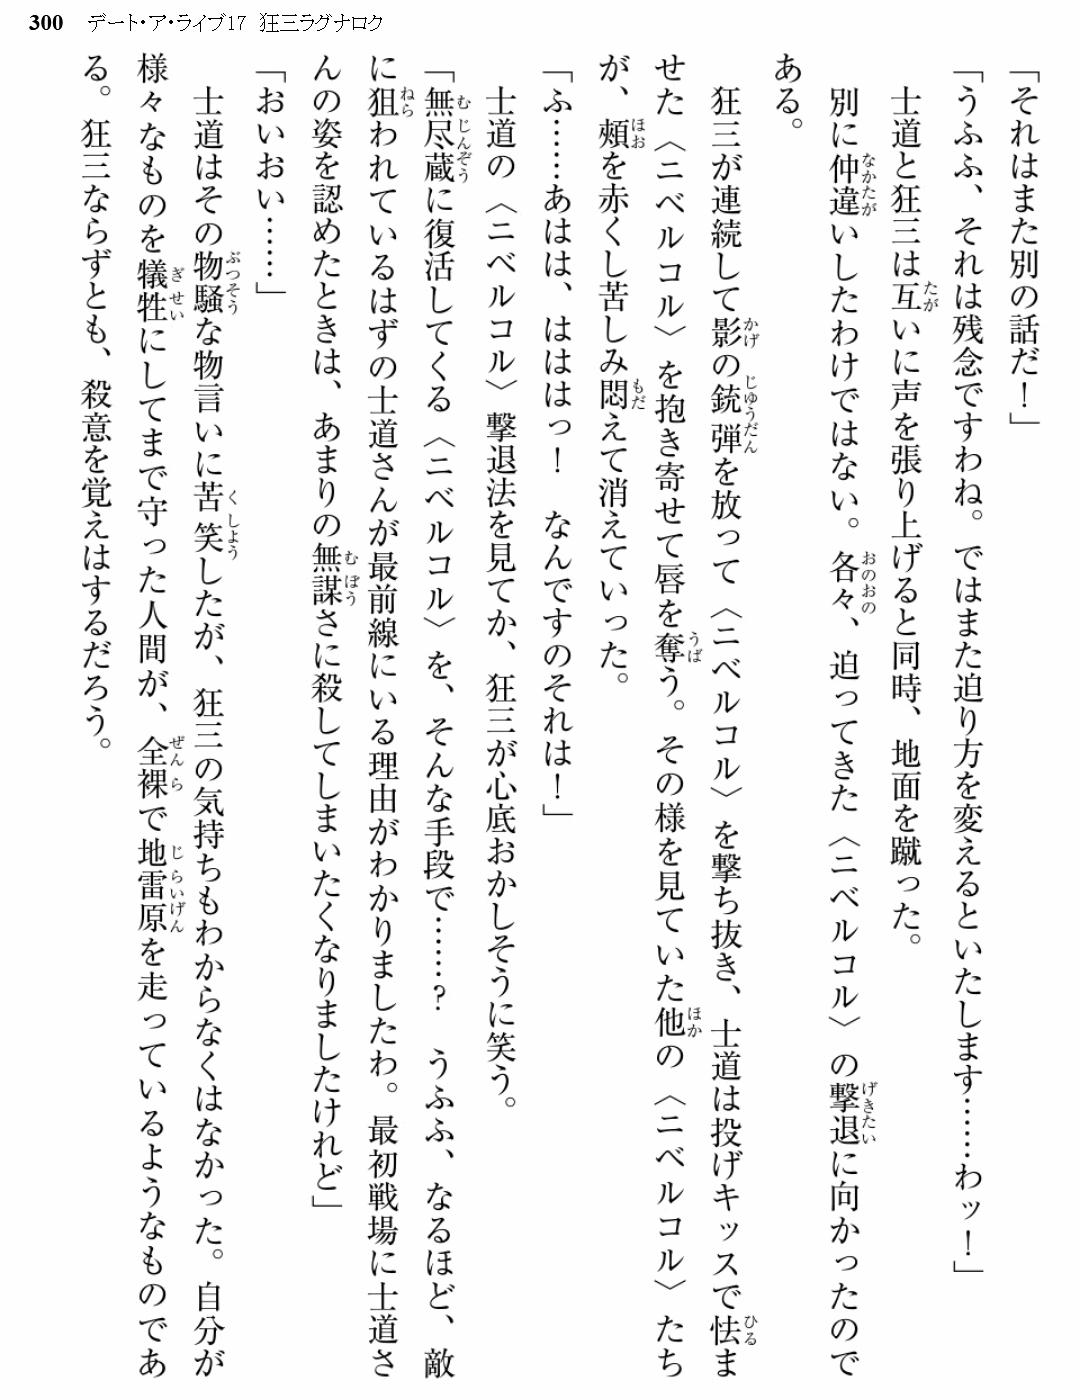 300 デート・ア・ライブ17 狂三ラグナロク
「それはまた別の話だ！」
「うふふ、それは残念ですわね。ではまた迫り方を変えるといたします……わッ！」
士道と狂三は互いに声を張り上げると同時、地面を蹴った。
別に仲違いしたわけではない。各々、迫ってきた〈ニベルコル〉の撃退に向かったので
ある。
狂三が連続して影の銃弾を放って〈ニベルコル〉を撃ち抜き、士道は投げキッスで怯ま
せた〈ニベルコル〉を抱き寄せて唇を奪う。その様を見ていた他の〈ニベルコル〉たち
が、頰を赤くし苦しみ悶えて消えていった。
「ふ……あはは、はははっ！　なんですのそれは！」
士道の〈ニベルコル〉撃退法を見てか、狂三が心底おかしそうに笑う。
「無尽蔵に復活してくる〈ニベルコル〉を、そんな手段で……？　うふふ、なるほど、敵
に狙われているはずの士道さんが最前線にいる理由がわかりましたわ。最初戦場に士道さ
んの姿を認めたときは、あまりの無謀さに殺してしまいたくなりましたけれど」
「おいおい……」
士道はその物騒な物言いに苦笑したが、狂三の気持ちもわからなくはなかった。自分が
様々なものを犠牲にしてまで守った人間が、全裸で地雷原を走っているようなものであ
る。狂三ならずとも、殺意を覚えはするだろう。